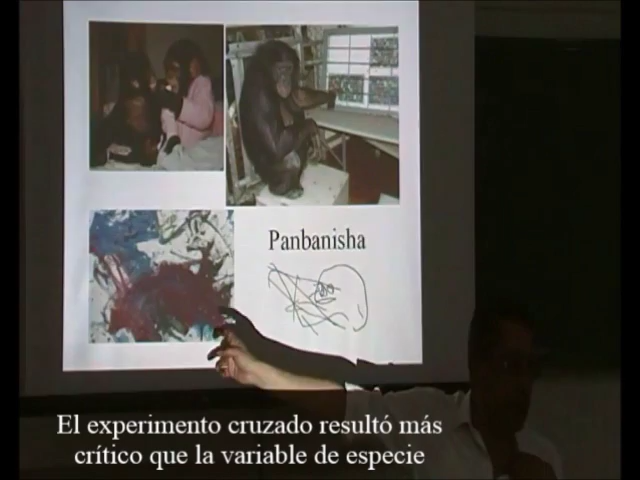 Panbanisha
El experimento cruzado resultó más
crítico que la variable de especie